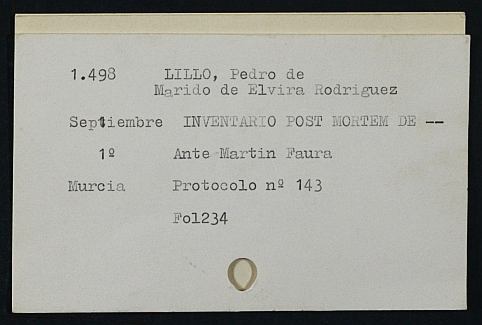 1.498 LILLO, Pedro de
Marido de Elvira Rodriguez
Septiembre INVENTARIO POST MORTEM DE --
1º Ante Martin Faura
Murcia Protocolo nº 143
Fol234